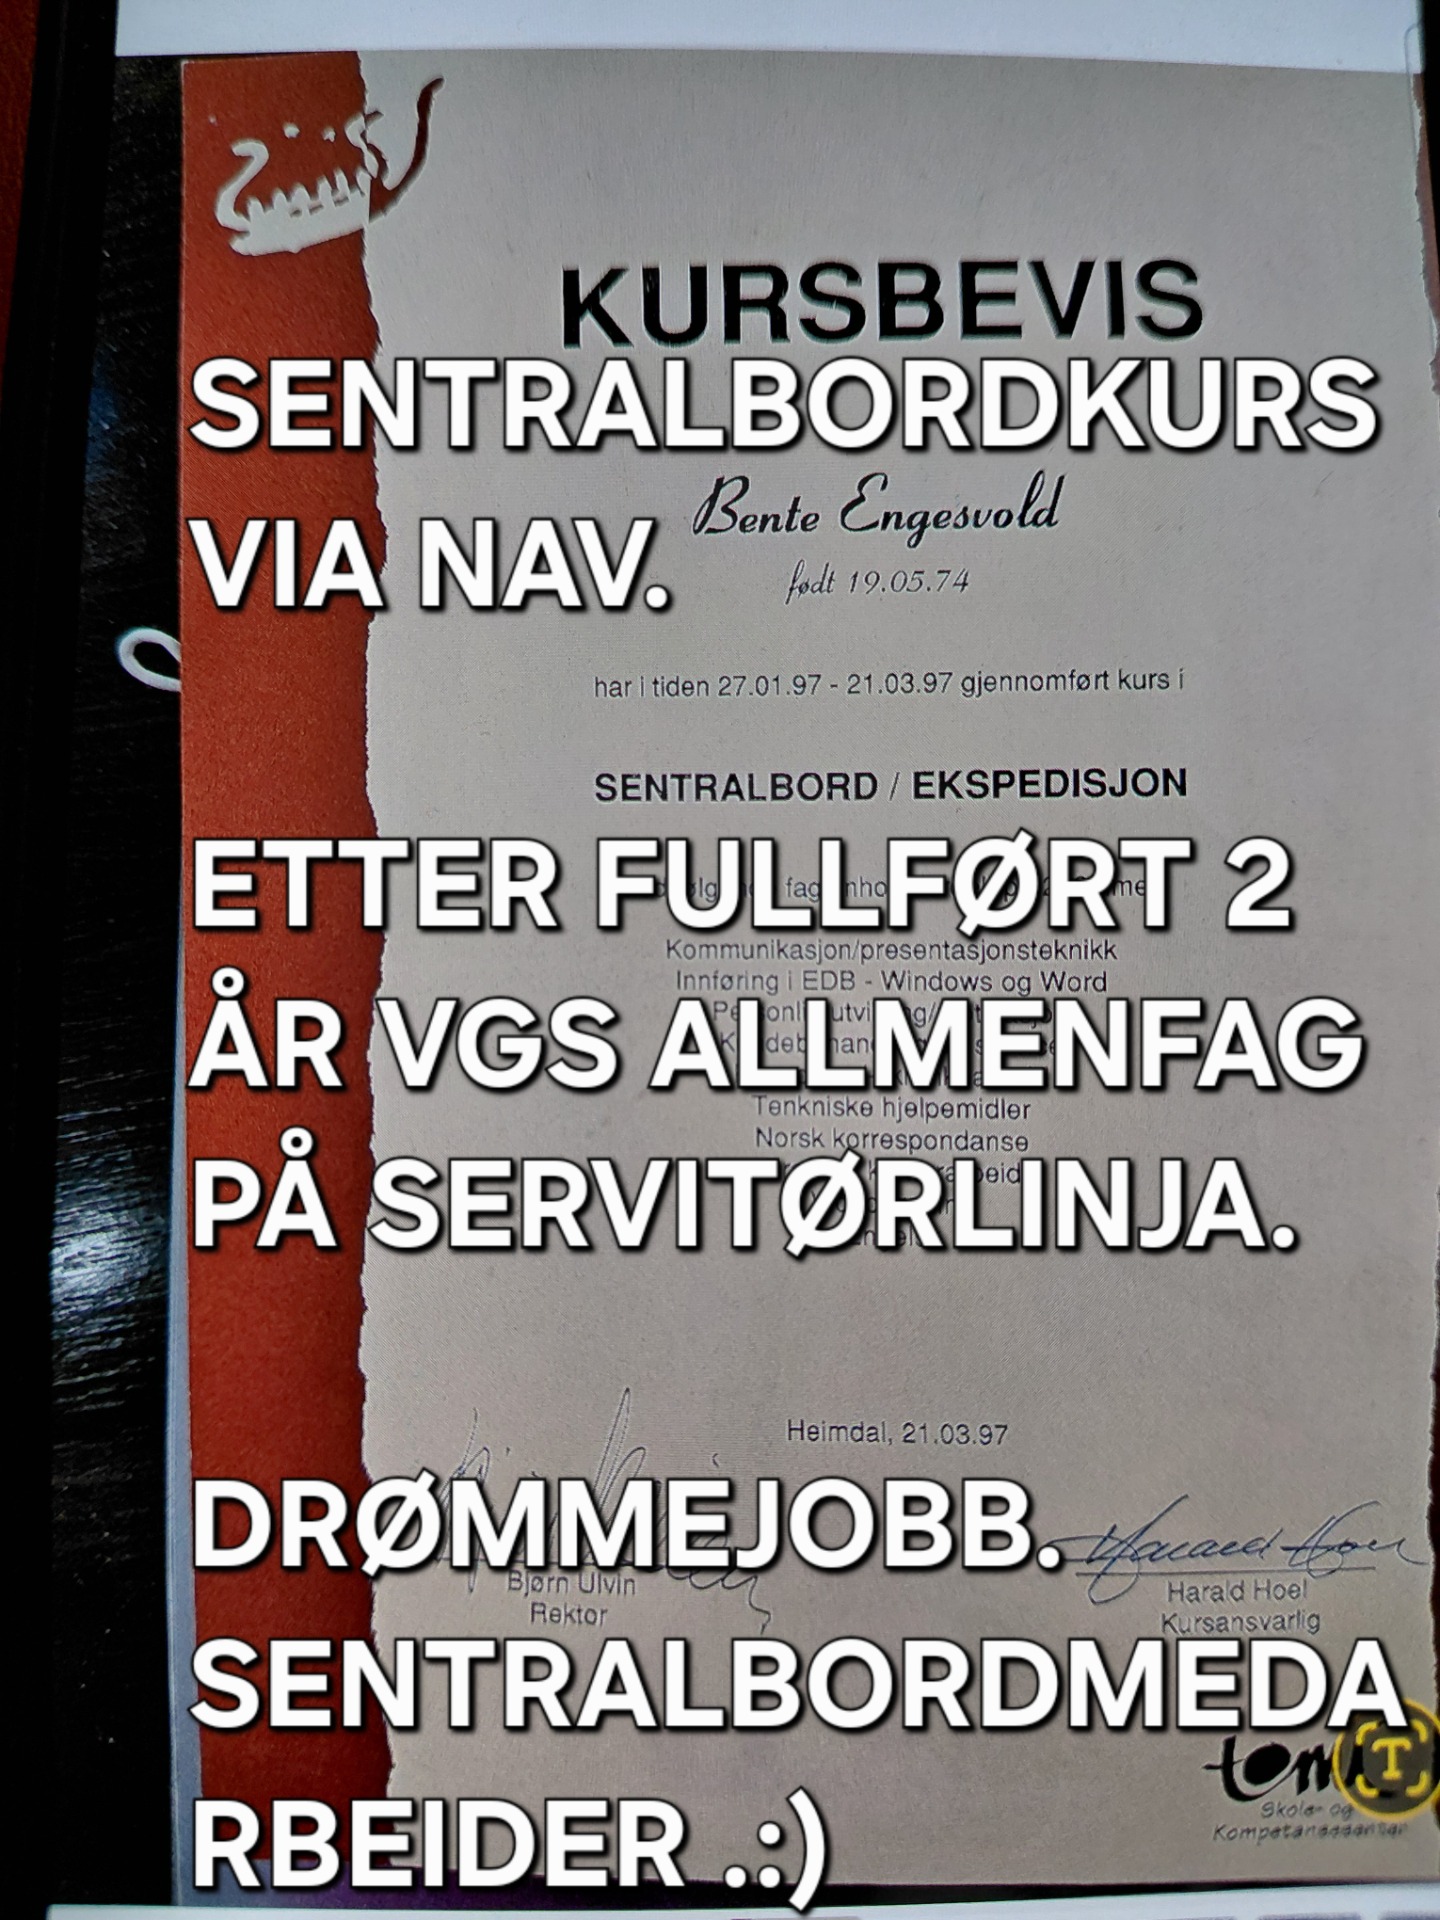 KURSBEVIS
SENTRALBORDKURS
Bente Engesvold
VIA NAV.
født 19.05.74
har i tiden 27.01.97 - 21.03.97 gjennomført kurs i
SENTRALBORD / EKSPEDISJON
ETTER FULLFØRT 2
Kommunikasjon/presentasjonsteknikk
Innføring i EDB - Windows og Word
ÅR VGS ALLMENFAG
Tenkniske hjelpemidler
Norsk korrespondanse
PÅ SERVITØRLINJA.
Heimdal, 21.03.97
DRØMMEJOBB.
Bjørn Ulvin
Rektor
Harald Hoel
Kursansvarlig
SENTRALBORDMEDA
Skole- og
RBEIDER .:)